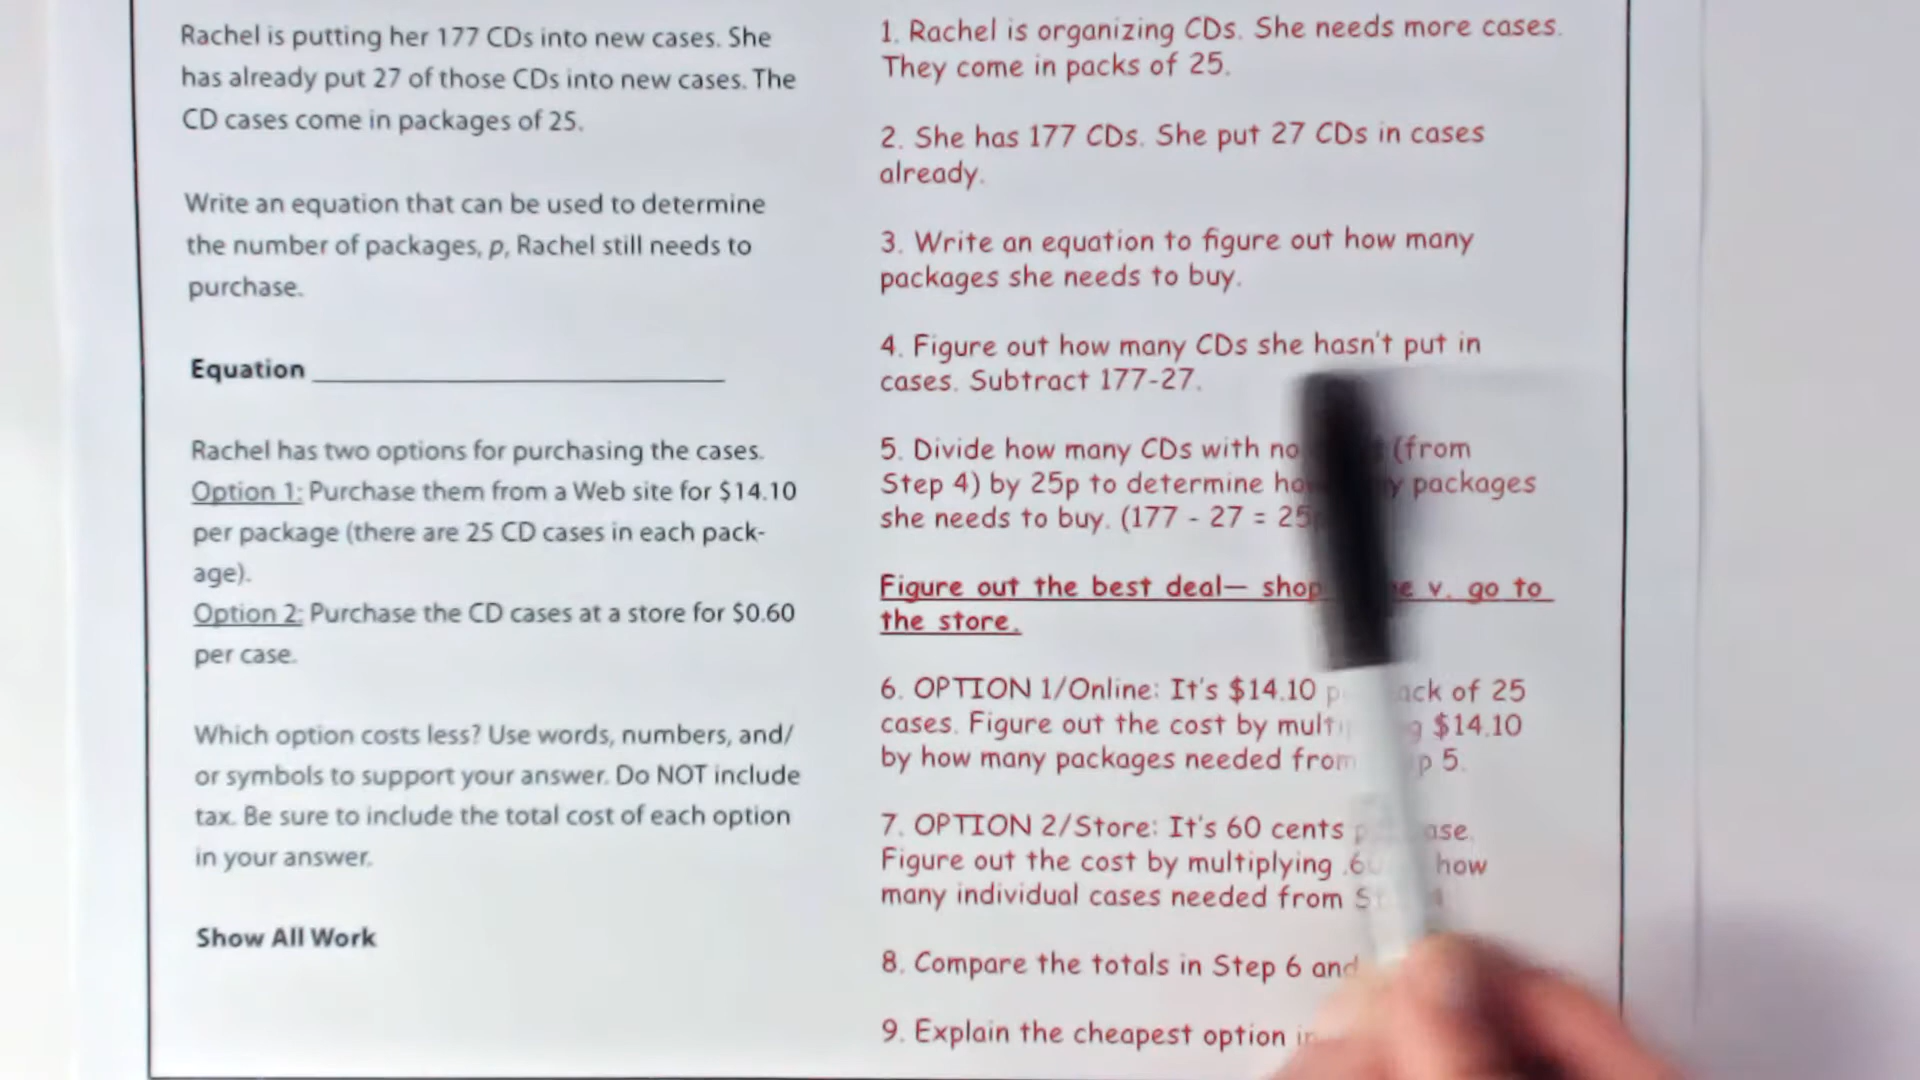 Rachel is putting her 177 CDs into new cases. She
has already put 27 of those CDs into new cases. The
CD cases come in packages of 25.
Write an equation that can be used to determine
the number of packages, p, Rachel still needs to
purchase.
Equation
Rachel has two options for purchasing the cases.
Option 1: Purchase them from a Web site for $14.10
per package (there are 25 CD cases in each pack-
age).
Option 2: Purchase the CD cases at a store for $0.60
per case.
Which option costs less? Use words, numbers, and/
or symbols to support your answer. Do NOT include
tax. Be sure to include the total cost of each option
in your answer.
Show All Work
1. Rachel is organizing CDs. She needs more cases.
They come in packs of 25.
2. She has 177 CDs. She put 27 CDs in cases
already.
3. Write an equation to figure out how many
packages she needs to buy.
4. Figure out how many CDs she hasn't put in
cases. Subtract 177-27.
5. Divide how many CDs with no (from
Step 4) by 25p to determine packages
she needs to buy. (177 - 27 =
Figure out the best deal— v. go to
the store.
6. OPTION 1/Online: It's $14.10 of 25
cases. Figure out the cost by $14.10
by how many packages needed from 5.
7. OPTION 2/Store: It's 60 cents
Figure out the cost by multiplying how
many individual cases needed from
8. Compare the totals in Step 6 and
9. Explain the cheapest option